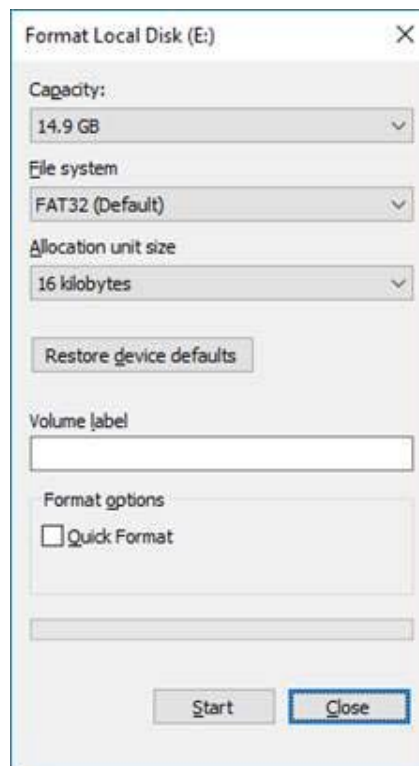 Format Local Disk (E:)
Capacity:
14.9 GB
File system
FAT32 (Default)
Allocation unit size
16 kilobytes
Restore device defaults
Volume label
Format options
Quick Format
Start
Close